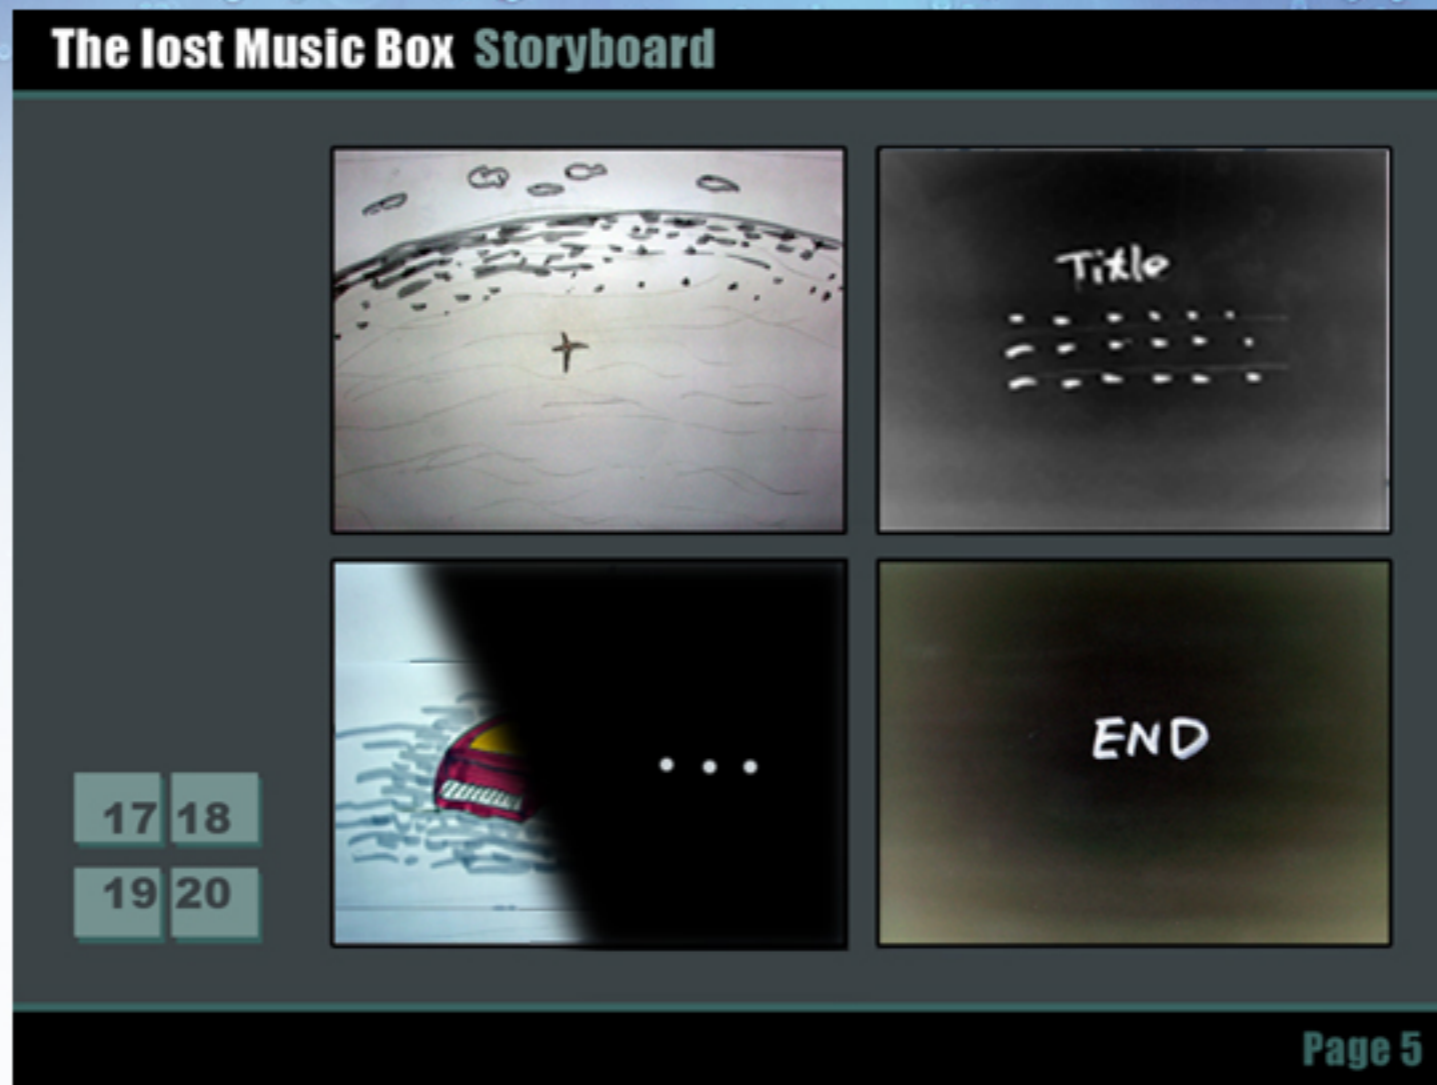 The lost Music Box Storyboard
Title
. . .
END
17 18
19 20
Page 5